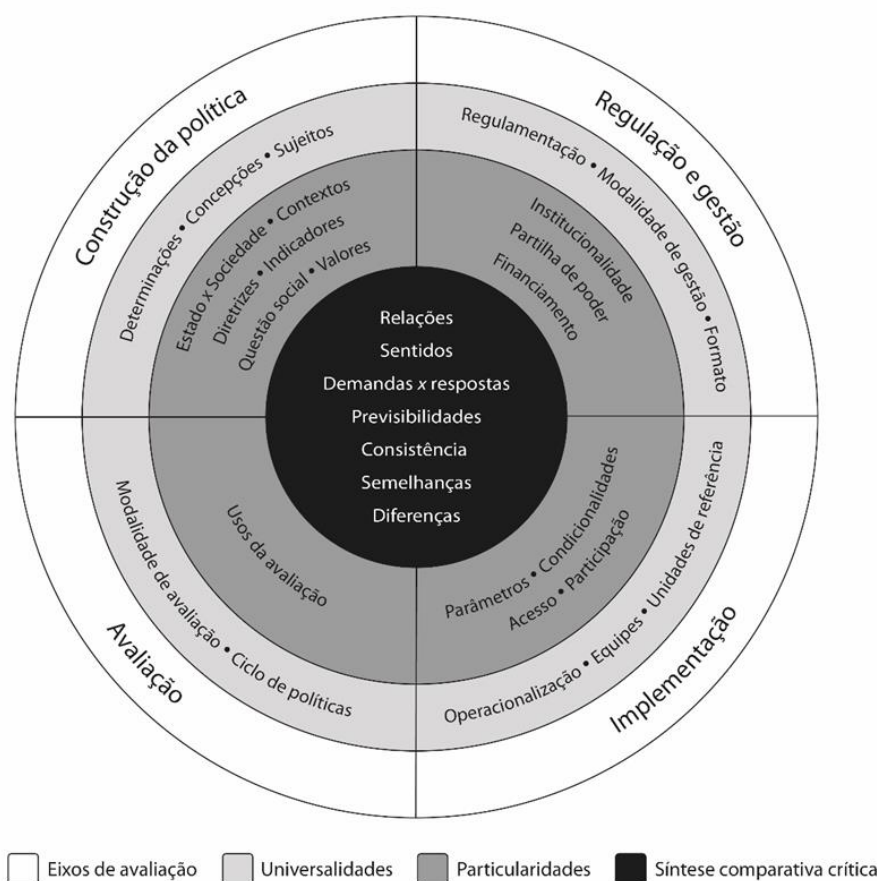 Construção da política
Determinações • Concepções • Sujeitos
Estado x Sociedade • Contextos
Diretrizes • Indicadores
Questão social • Valores
Regulação e gestão
Regulamentação • Modalidade de gestão • Formato
Institucionalidade
Partilha de poder
Financiamento
Relações
Sentidos
Demandas x respostas
Previsibilidades
Consistência
Semelhanças
Diferenças
Avaliação
Modalidade de avaliação • Ciclo de políticas
Usos da avaliação
Implementação
Operacionalização • Equipes • Unidades de referência
Parâmetros • Condicionalidades
Acesso • Participação
Eixos de avaliação
Universalidades
Particularidades
Síntese comparativa crítica